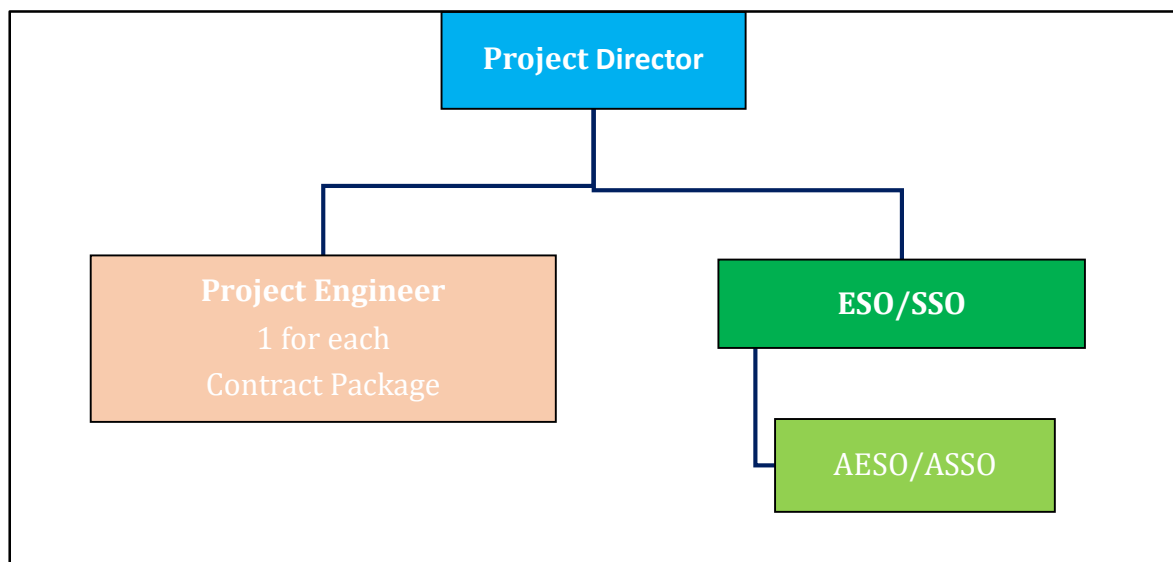 Project Director
Project Engineer
1 for each
Contract Package
ESO/SSO
AESO/ASSO